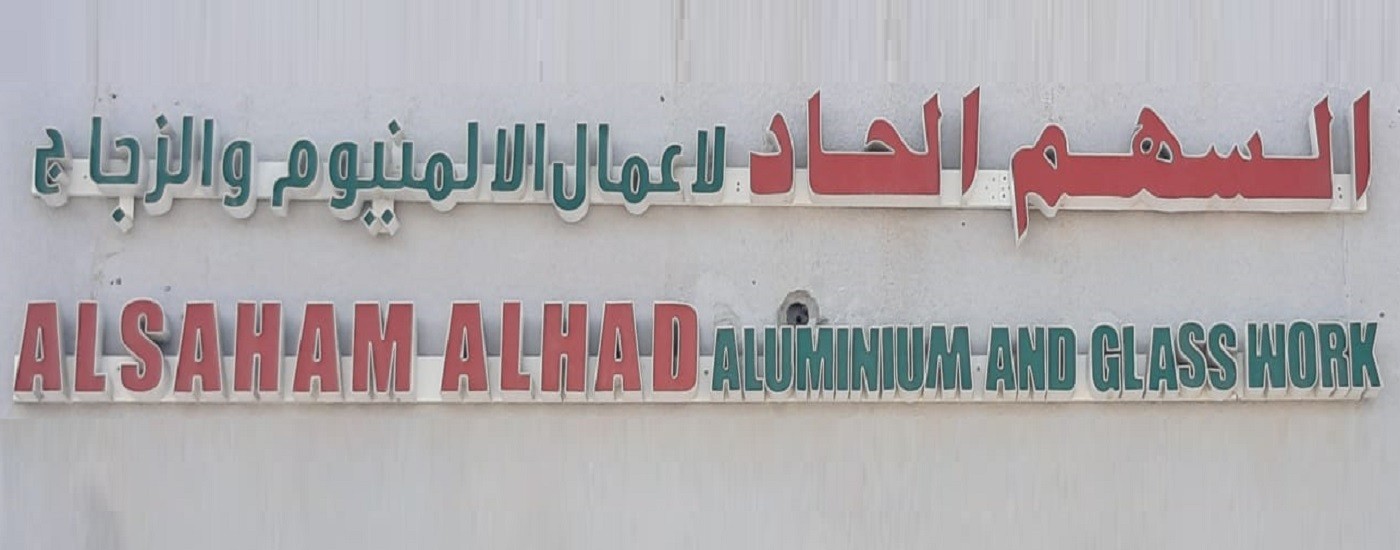 السهم الحاد لاعمال الالمنيوم والزجاج
ALSAHAM ALHAD ALUMINIUM AND GLASS WORK